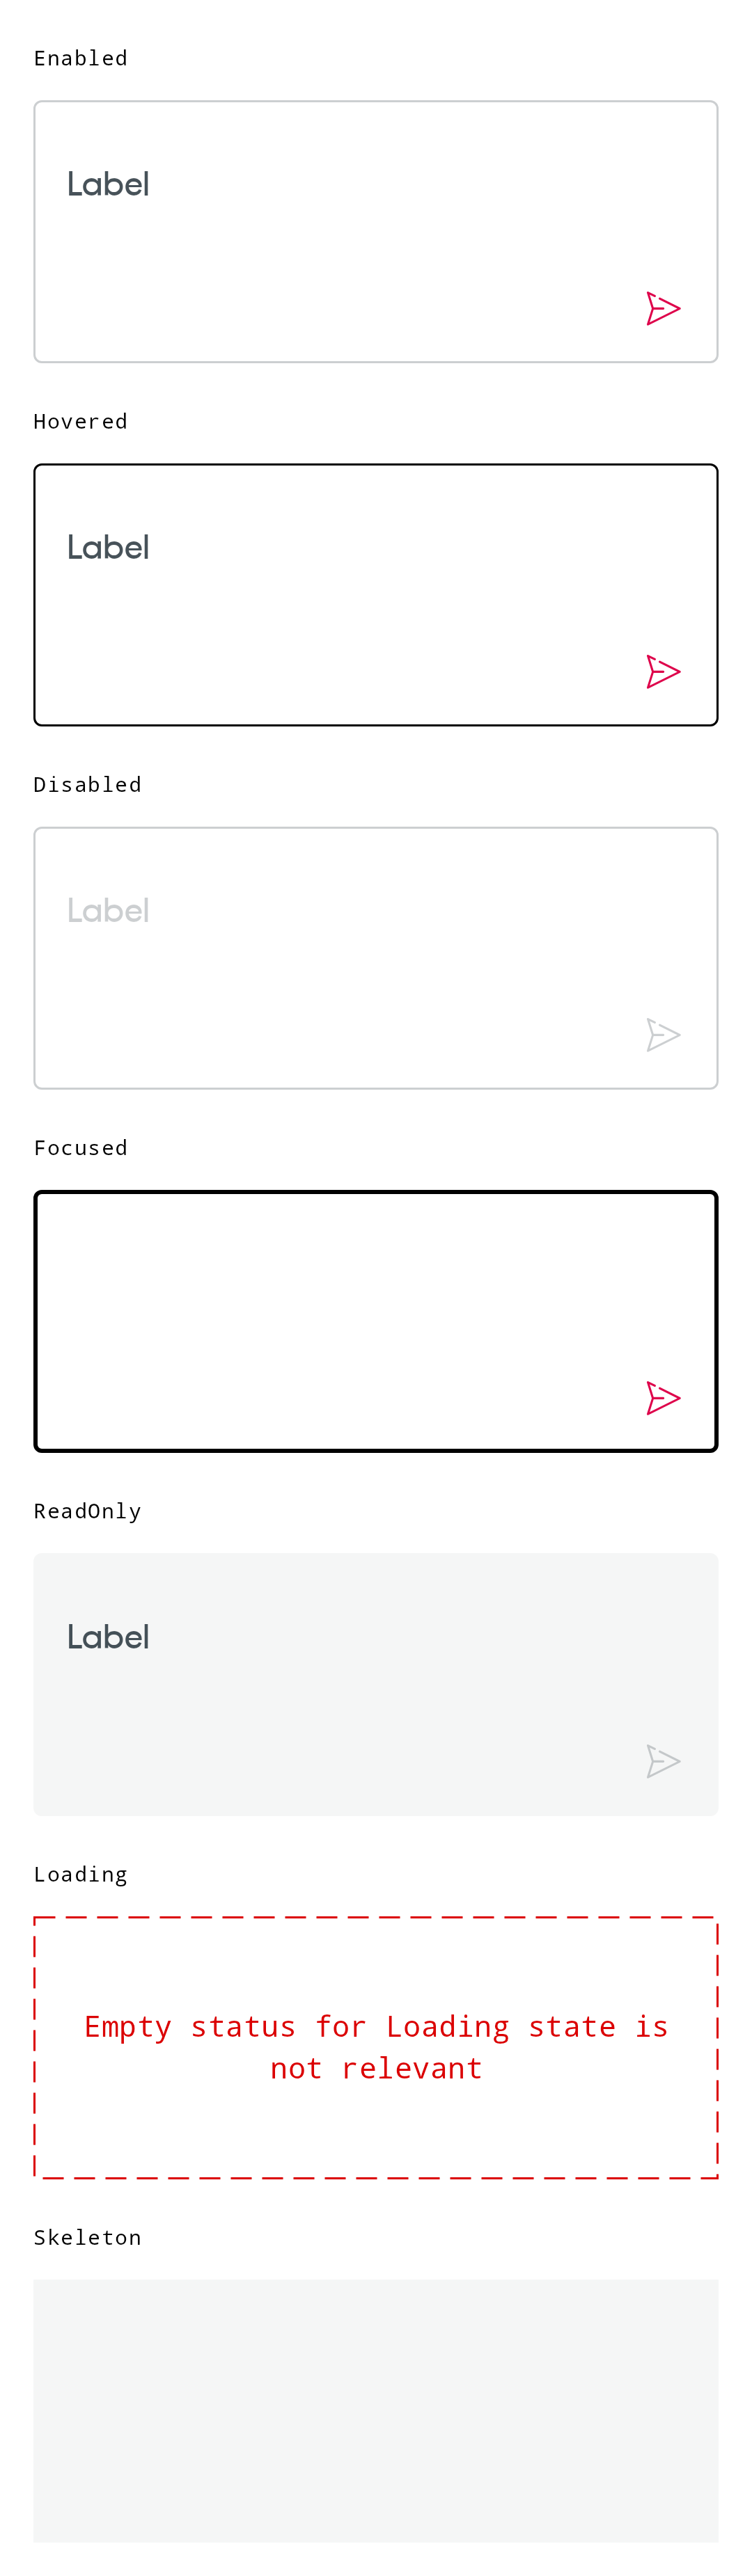 Enabled
Label
Hovered
Label
Disabled
Label
Focused
ReadOnly
Label
Loading
Empty status for Loading state is
not relevant
Skeleton